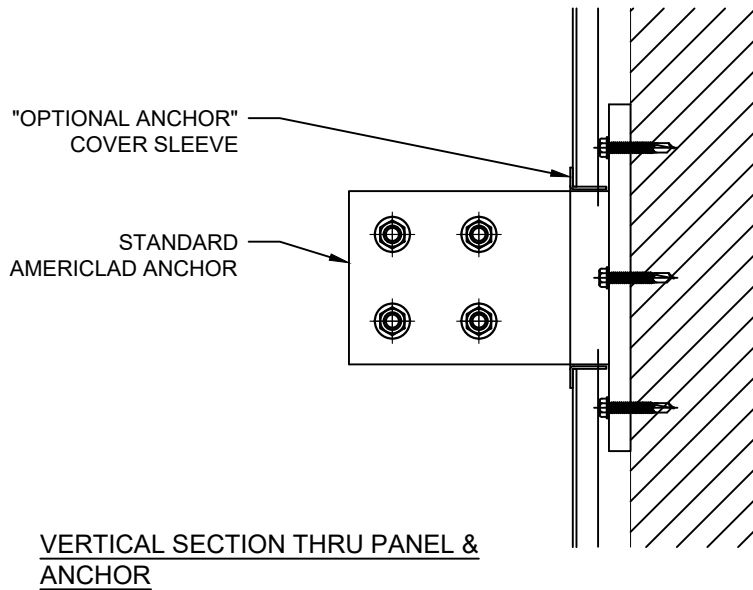 "OPTIONAL ANCHOR"
COVER SLEEVE
STANDARD
AMERICLAD ANCHOR
VERTICAL SECTION THRU PANEL &
ANCHOR